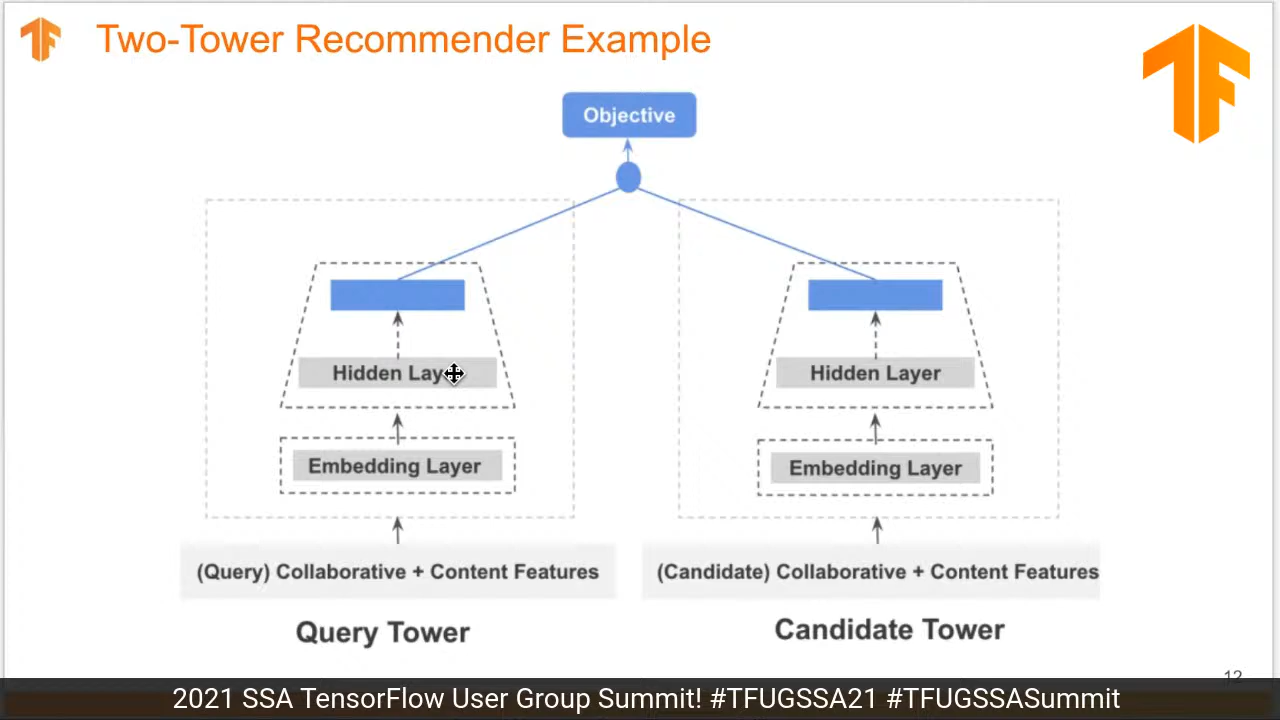 Two-Tower Recommender Example
Objective
Hidden Layer
Hidden Layer
Embedding Layer
Embedding Layer
(Query) Collaborative + Content Features
(Candidate) Collaborative + Content Features
Query Tower
Candidate Tower
12
2021 SSA TensorFlow User Group Summit! #TFUGSSA21 #TFUGSSASummit